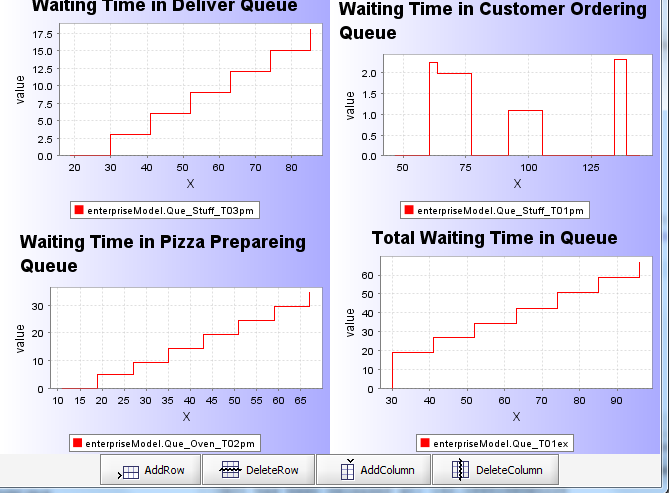 Waiting Time in Deliver Queue
17.5
15.0
12.5
10.0
7.5
5.0
2.5
0.0
value
20 30 40 50 60 70 80
X
enterpriseModel.Que_Stuff_T03pm
Waiting Time in Customer Ordering
Queue
2.0
1.5
1.0
0.5
0.0
value
50 75 100 125
X
enterpriseModel.Que_Stuff_T01pm
Waiting Time in Pizza Prepareing
Queue
30
20
10
0
value
10 15 20 25 30 35 40 45 50 55 60 65
X
enterpriseModel.Que_Oven_T02pm
Total Waiting Time in Queue
60
50
40
30
20
10
0
value
30 40 50 60 70 80 90
X
enterpriseModel.Que_T01ex
AddRow DeleteRow AddColumn DeleteColumn